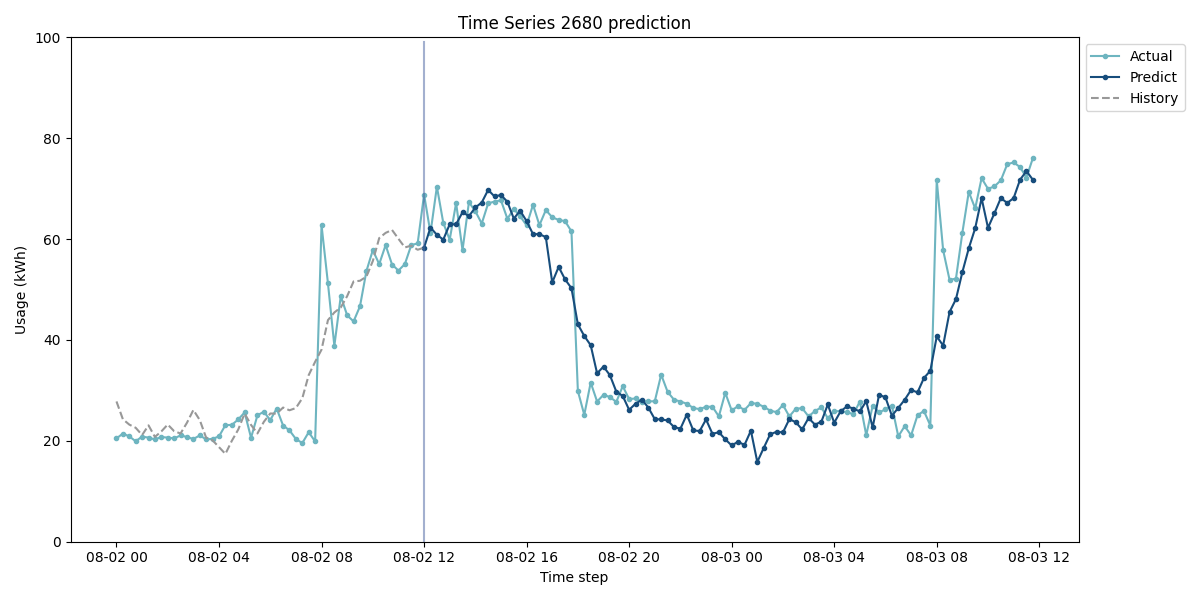 Time Series 2680 prediction
100
80
60
40
20
0
Usage (kWh)
08-02 00
08-02 04
08-02 08
08-02 12
08-02 16
08-02 20
08-03 00
08-03 04
08-03 08
08-03 12
Time step
Actual
Predict
History